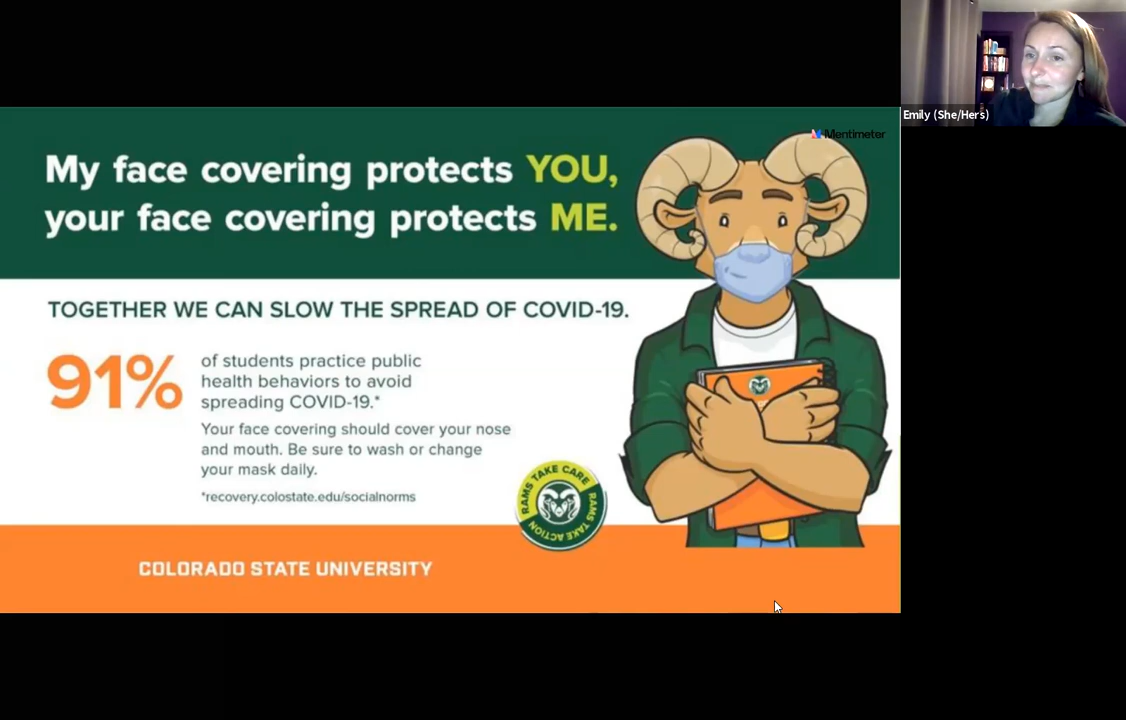 Emily (She/Hers)
Mentimeter
My face covering protects YOU,
your face covering protects ME.
TOGETHER WE CAN SLOW THE SPREAD OF COVID-19.
91%
of students practice public
health behaviors to avoid
spreading COVID-19.*
Your face covering should cover your nose
and mouth. Be sure to wash or change
your mask daily.
*recovery.colostate.edu/socialnorms
RAMS TAKE CARE
RAMS TAKE ACTION
COLORADO STATE UNIVERSITY